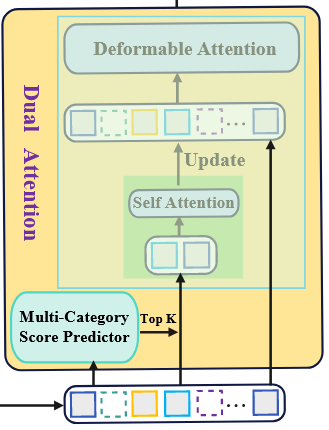 Deformable Attention
Dual Attention
...
Update
Self Attention
Multi-Category
Score Predictor
Top K
...